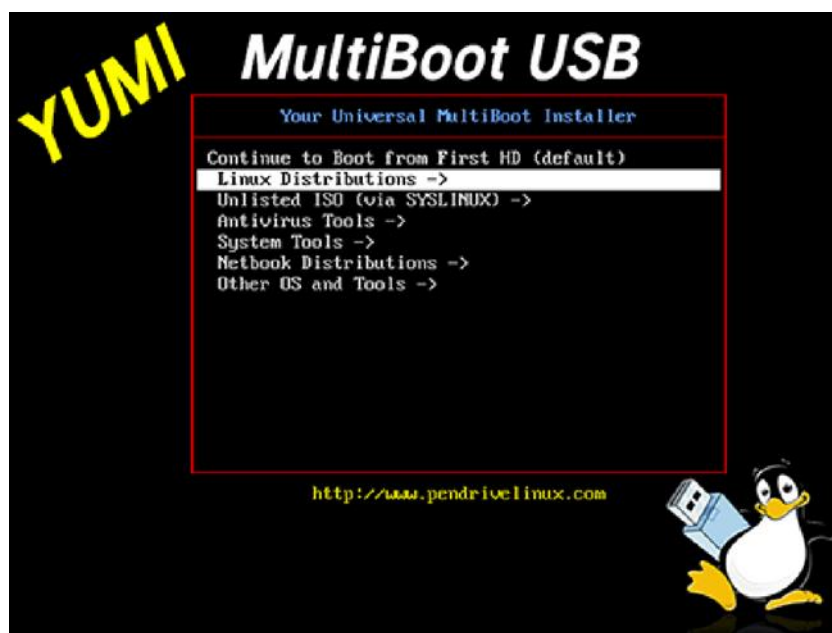 YUMI
MultiBoot USB
Your Universal MultiBoot Installer
Continue to Boot from First HD (default)
Linux Distributions ->
Unlisted ISO (via SYSLINUX) ->
Antivirus Tools ->
System Tools ->
Netbook Distributions ->
Other OS and Tools ->
http://www.pendrivelinux.com